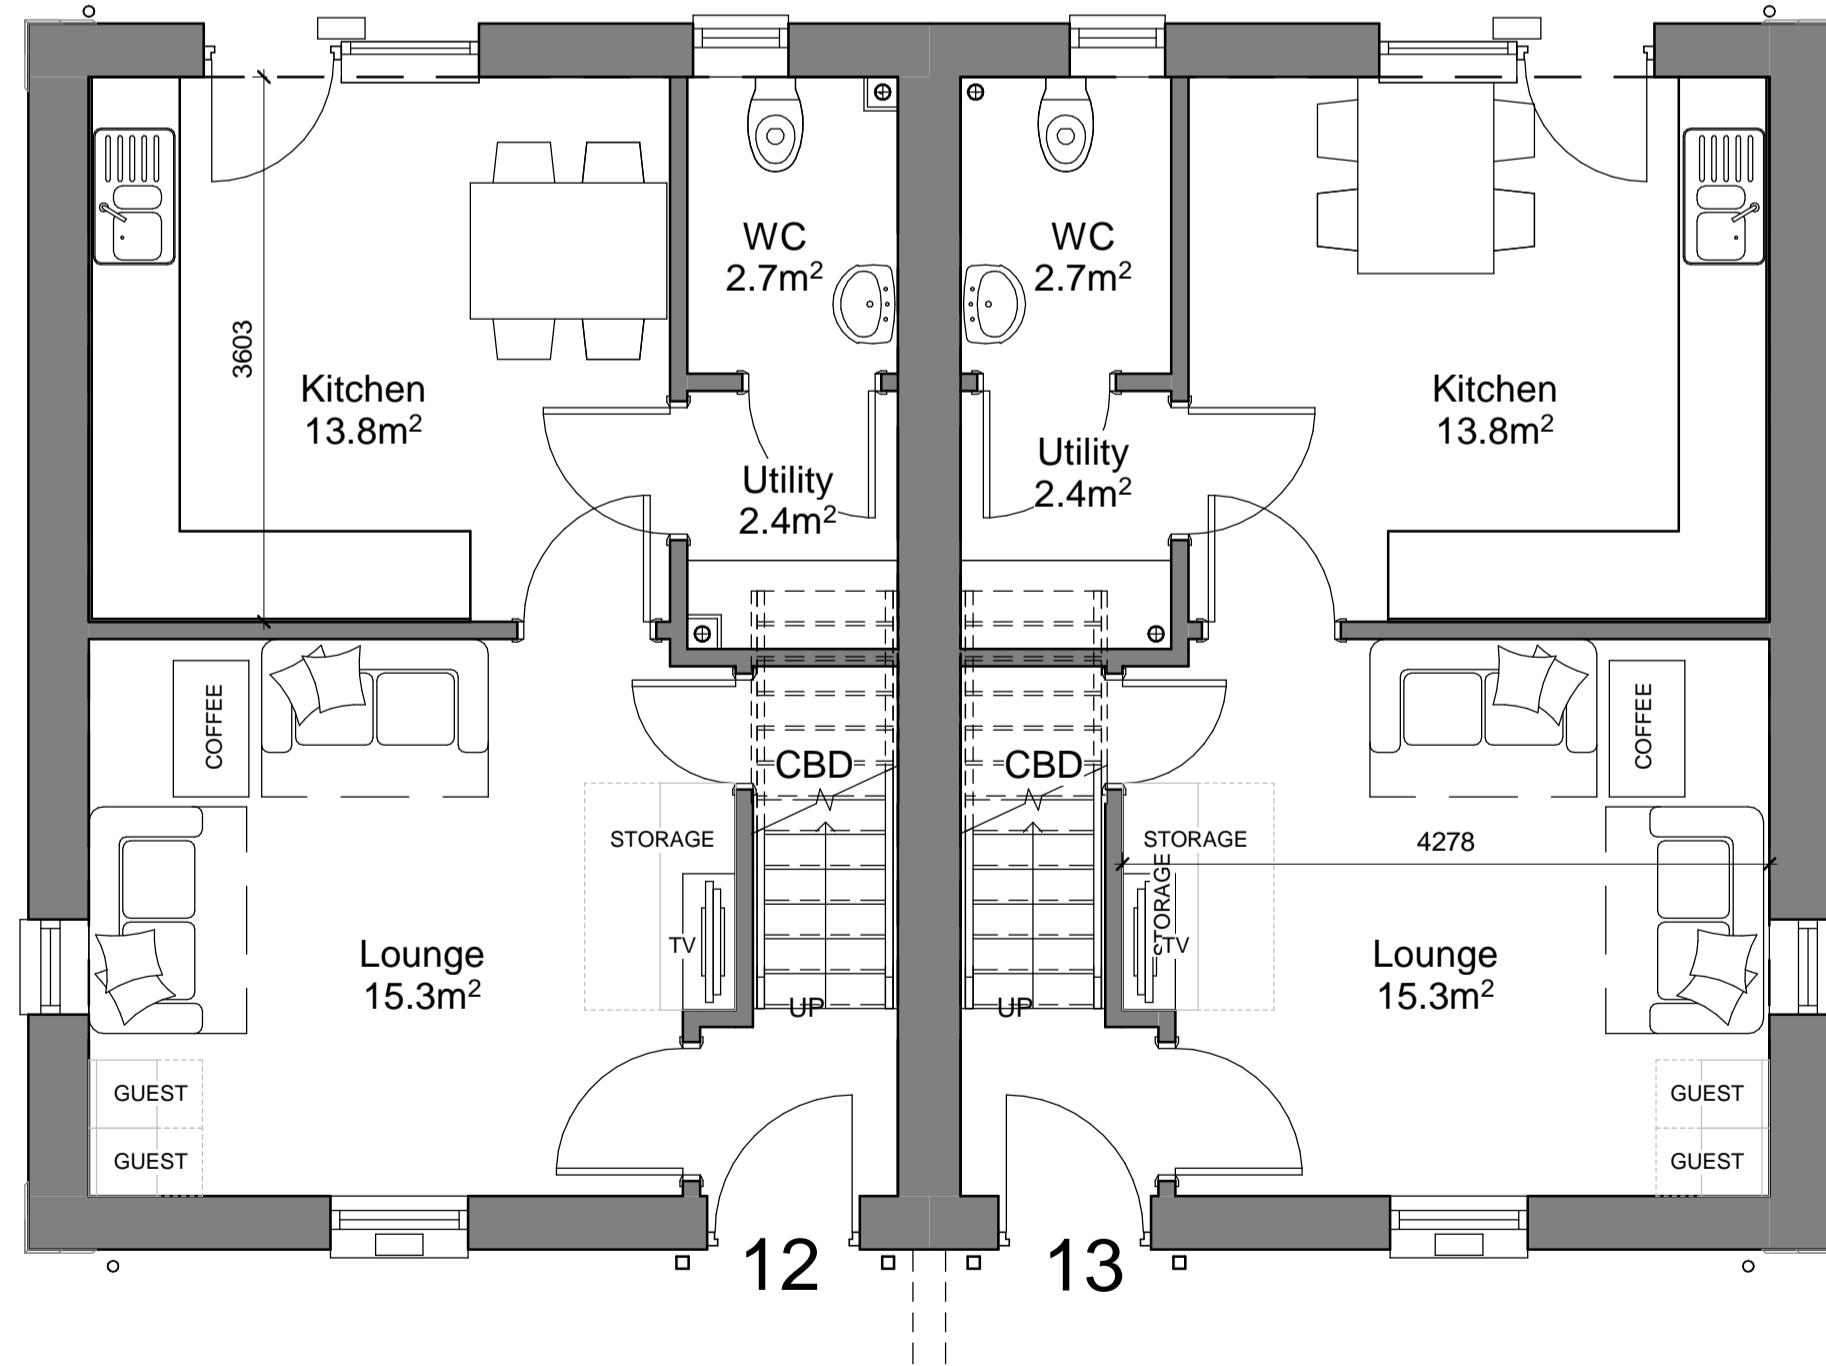 WC
2.7m²
WC
2.7m²
3603
Kitchen
13.8m²
Kitchen
13.8m²
Utility
2.4m²
Utility
2.4m²
COFFEE
COFFEE
CBD
CBD
STORAGE
STORAGE
4278
STORAGE
TV
TV
Lounge
15.3m²
Lounge
15.3m²
UP
UP
GUEST
GUEST
GUEST
GUEST
12
13